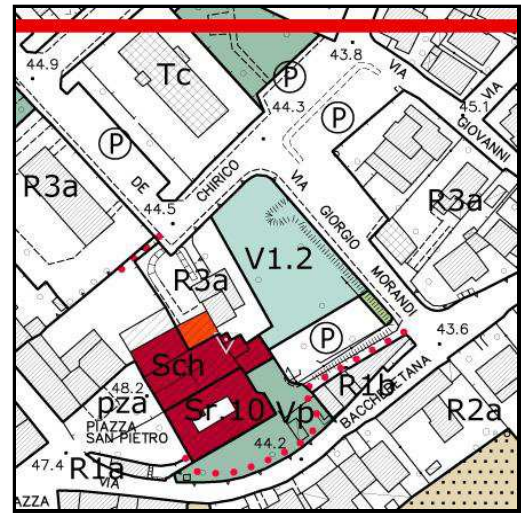 44.9
Tc
43.8
P
P
44.3
P
VIA GIOVANNI
45.1
VIA
R3a
DE CHIRICO
VIA GIORGIO MORANDI
R3a
44.5
R3a
V1.2
P
43.6
Sch
V
48.2
pza
PIAZZA
SAN PIETRO
Sr 10
Vp
R1b
BACCHERETANA
R2a
44.2
47.4
R1a
VIA
AZZA